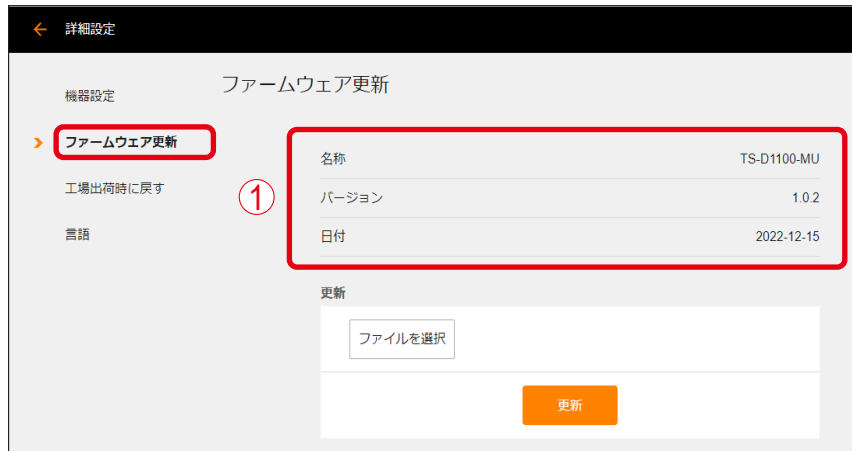 ← 詳細設定
機器設定
ファームウェア更新
工場出荷時に戻す
言語
ファームウェア更新
①
名称 TS-D1100-MU
バージョン 1.0.2
日付 2022-12-15
更新
ファイルを選択
更新